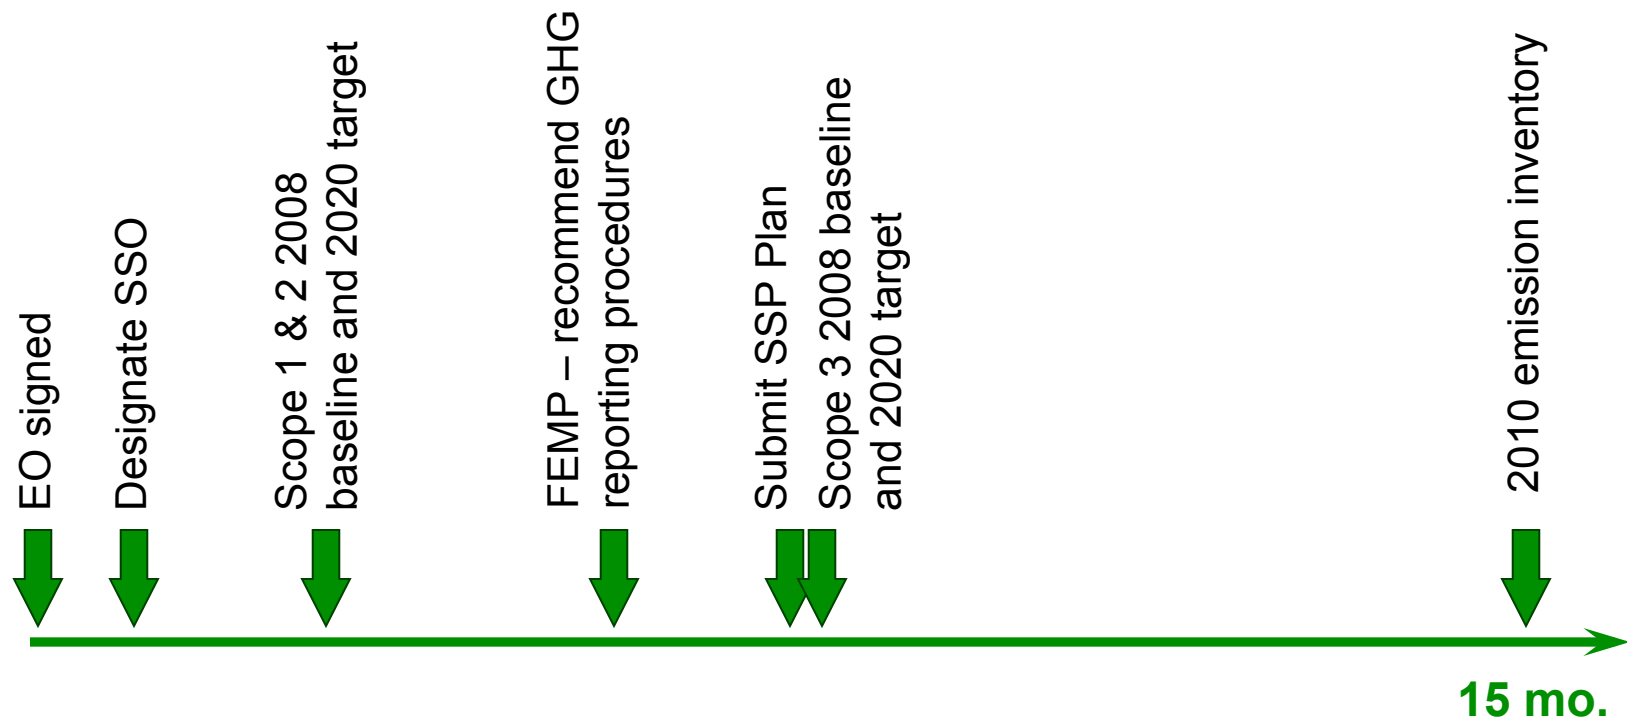 EO signed
Designate SSO
Scope 1 & 2 2008
baseline and 2020 target
FEMP – recommend GHG
reporting procedures
Submit SSP Plan
Scope 3 2008 baseline
and 2020 target
2010 emission inventory
15 mo.